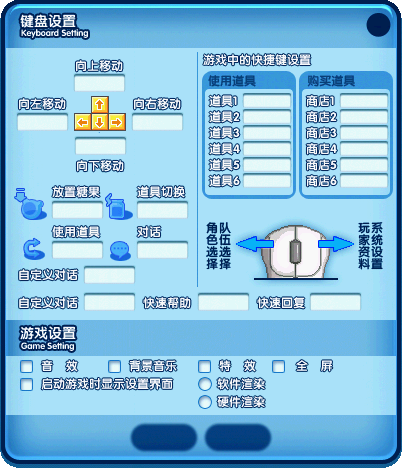 键盘设置
Keyboard Setting
向上移动
向左移动
向右移动
向下移动
游戏中的快捷键设置
使用道具
购买道具
道具1
商店1
道具2
商店2
道具3
商店3
道具4
商店4
道具5
商店5
道具6
商店6
放置糖果
道具切换
使用道具
对话
角色选择
队伍选择
玩家资料
系统设置
自定义对话
自定义对话
快速帮助
快速回复
游戏设置
Game Setting
音 效
背景音乐
特 效
全 屏
启动游戏时显示设置界面
软件渲染
硬件渲染